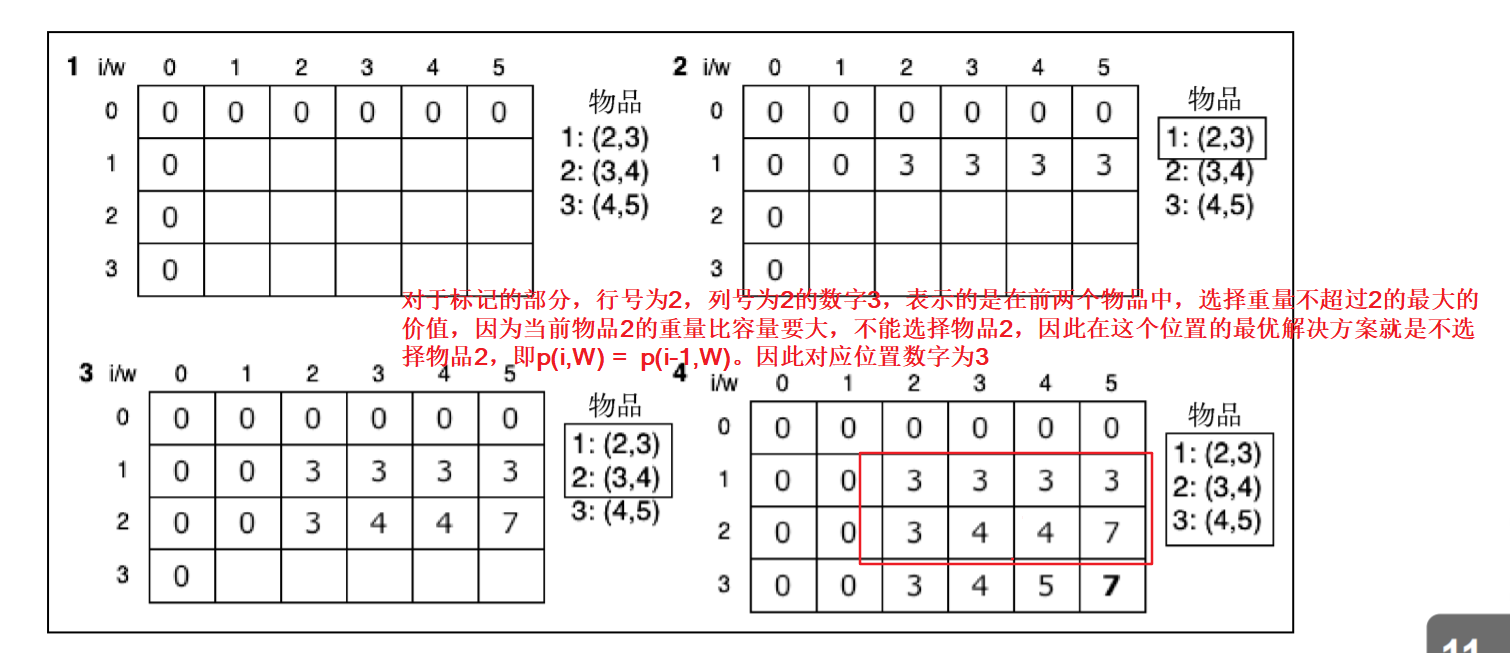 1 i/w 0 1 2 3 4 5
0 0 0 0 0 0 0
1 0
2 0
3 0
物品
1: (2,3)
2: (3,4)
3: (4,5)
2 i/w 0 1 2 3 4 5
0 0 0 0 0 0 0
1 0 0 3 3 3 3
2 0
3 0
物品
1: (2,3)
2: (3,4)
3: (4,5)
对于标记的部分，行号为2，列号为2的数字3，表示的是在前两个物品中，选择重量不超过2的最大的
价值，因为当前物品2的重量比容量要大，不能选择物品2，因此在这个位置的最优解决方案就是不选
择物品2，即p(i,W) = p(i-1,W)。因此对应位置数字为3
3 i/w 0 1 2 3 4 5
0 0 0 0 0 0 0
1 0 0 3 3 3 3
2 0 0 3 4 4 7
3 0
物品
1: (2,3)
2: (3,4)
3: (4,5)
4 i/w 0 1 2 3 4 5
0 0 0 0 0 0 0
1 0 0 3 3 3 3
2 0 0 3 4 4 7
3 0 0 3 4 5 7
物品
1: (2,3)
2: (3,4)
3: (4,5)
11